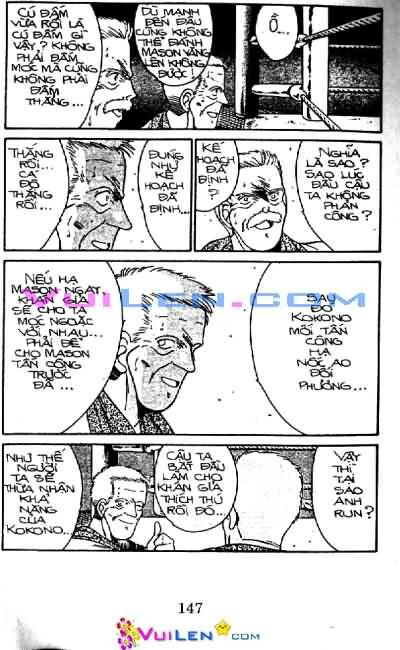 CÚ ĐẤM
VỪA RỒI LÀ
CÚ ĐẤM GÌ
VẬY? KHÔNG
PHẢI ĐẤM
MÓC MÀ CŨNG
KHÔNG PHẢI
ĐẤM
THẲNG...
DÙ MẠNH
ĐẾN ĐÂU
CŨNG KHÔNG
THỂ ĐÁNH
MASON VĂNG
LÊN KHÔNG
ĐƯỢC!
Ồ...
THẮNG
RỒI...
CA
ĐÓ
THẮNG
RỒI...
ĐÚNG
NHƯ
KẾ
HOẠCH
ĐÃ
ĐỊNH...
KẾ
HOẠCH
ĐÃ
ĐỊNH
?
NGHĨA
LÀ SAO?
SAO LÚC
ĐẦU CẬU
TA KHÔNG
PHẢN
CÔNG?
NẾU HẠ
MASON NGAY,
KHÁN GIẢ
SẼ CHO TA
MÓC NGOẶC
VỚI NHAU...
PHẢI ĐỂ
CHO MASON
TẤN CÔNG
TRƯỚC
ĐÃ...
SAU
ĐÓ
KOKONO
MỚI TẤN
CÔNG
HẠ
NỐC AO
ĐỐI
PHƯƠNG...
VUILEN.COM
NHƯ THẾ
NGƯỜI
TA SẼ
THỪA NHẬN
KHẢ
NĂNG
CỦA
KOKONO...
CẬU TA
BẮT ĐẦU
LÀM CHO
KHÁN GIẢ
THÍCH THÚ
RỒI ĐÓ...
VẬY
THÌ
TẠI
SAO
ANH
RUN?
147
VUILEN.COM